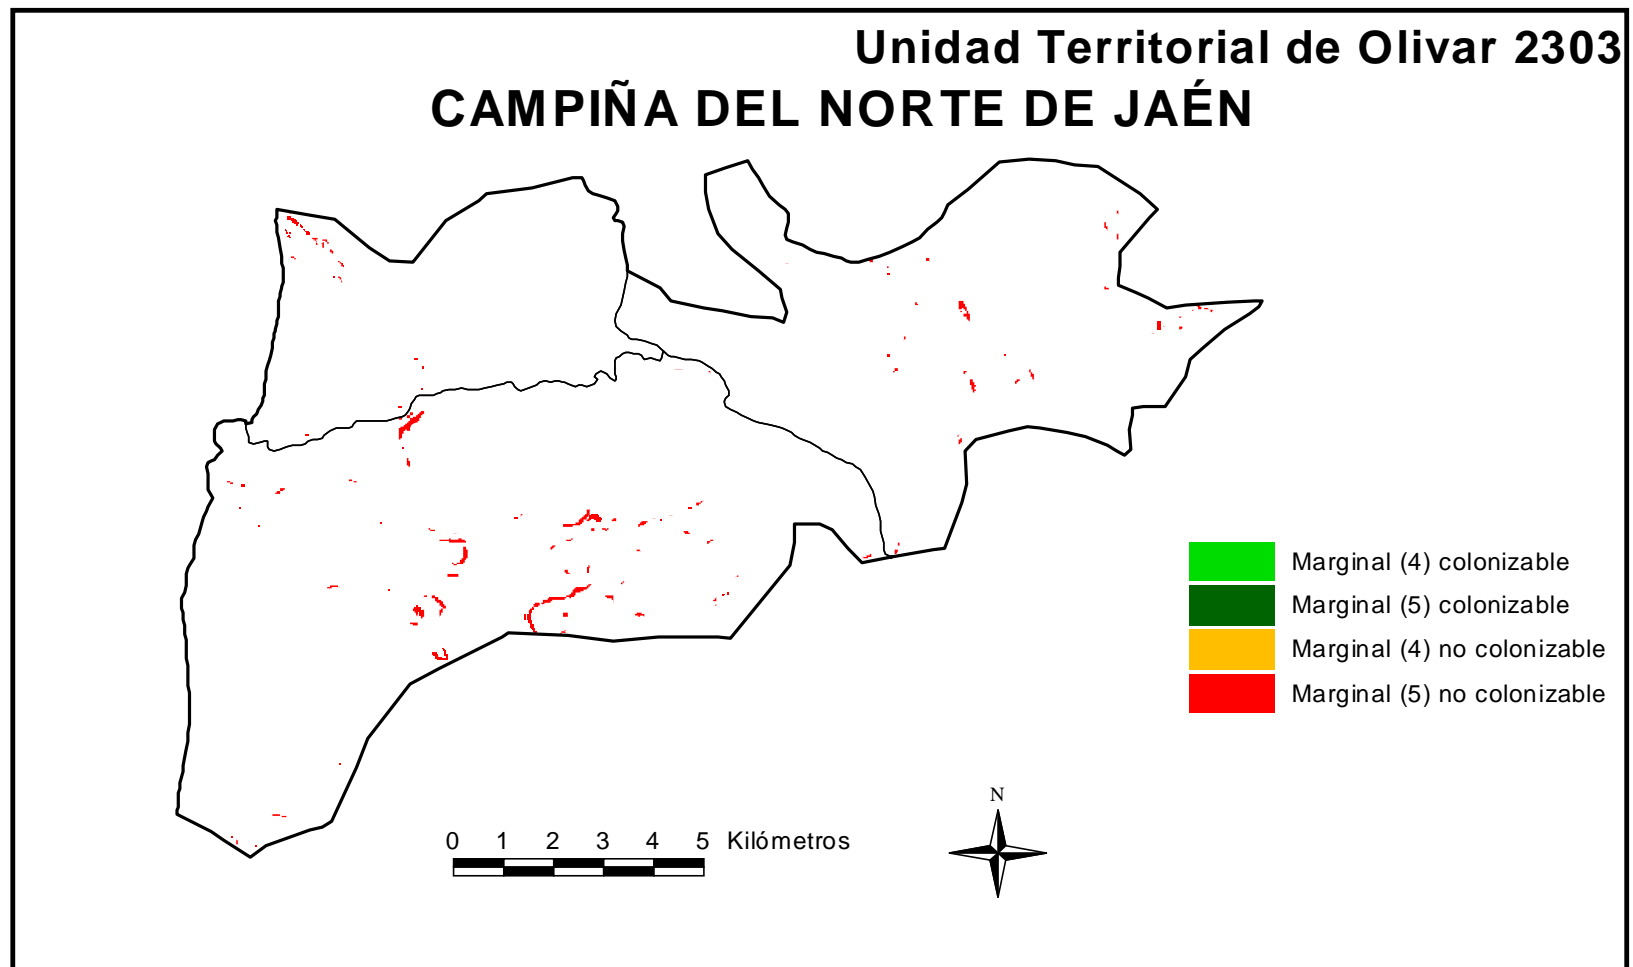 Unidad Territorial de Olivar 2303
CAMPIÑA DEL NORTE DE JAÉN
Marginal (4) colonizable
Marginal (5) colonizable
Marginal (4) no colonizable
Marginal (5) no colonizable
N
0 1 2 3 4 5 Kilómetros